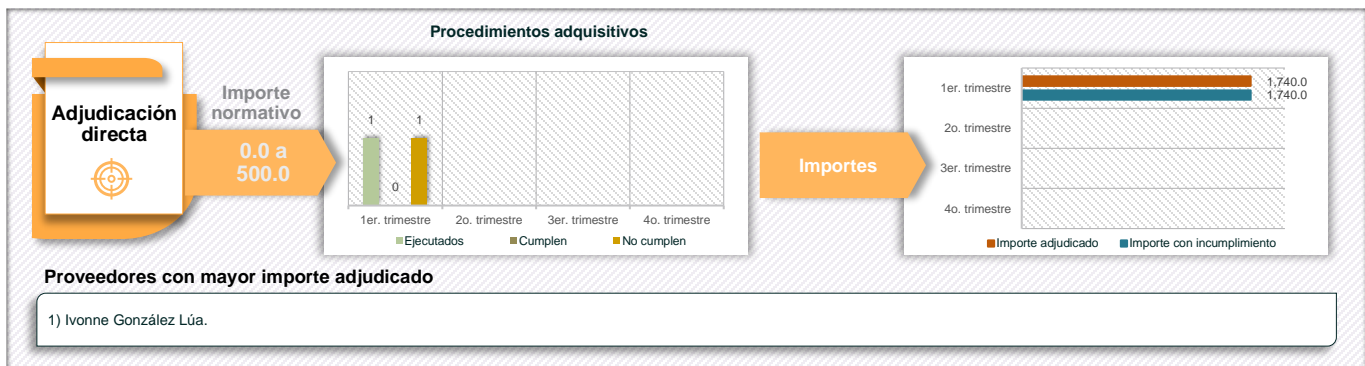 Procedimientos adquisitivos
Adjudicación
directa
Importe
normativo
0.0 a
500.0
1
0
1
1er. trimestre
2o. trimestre
3er. trimestre
4o. trimestre
Ejecutados
Cumplen
No cumplen
Importes
1er. trimestre
1,740.0
1,740.0
2o. trimestre
3er. trimestre
4o. trimestre
Importe adjudicado
Importe con incumplimiento
Proveedores con mayor importe adjudicado
1) Ivonne González Lúa.